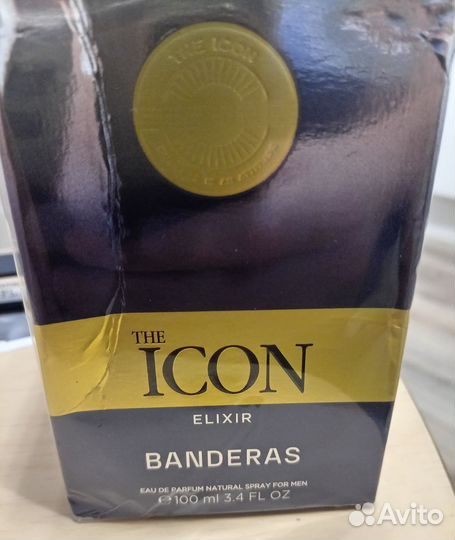 THE ICON
THE
ICON
ELIXIR
BANDERAS
EAU DE PARFUM NATURAL SPRAY FOR MEN
℮100 ml 3.4 FL OZ
Avito